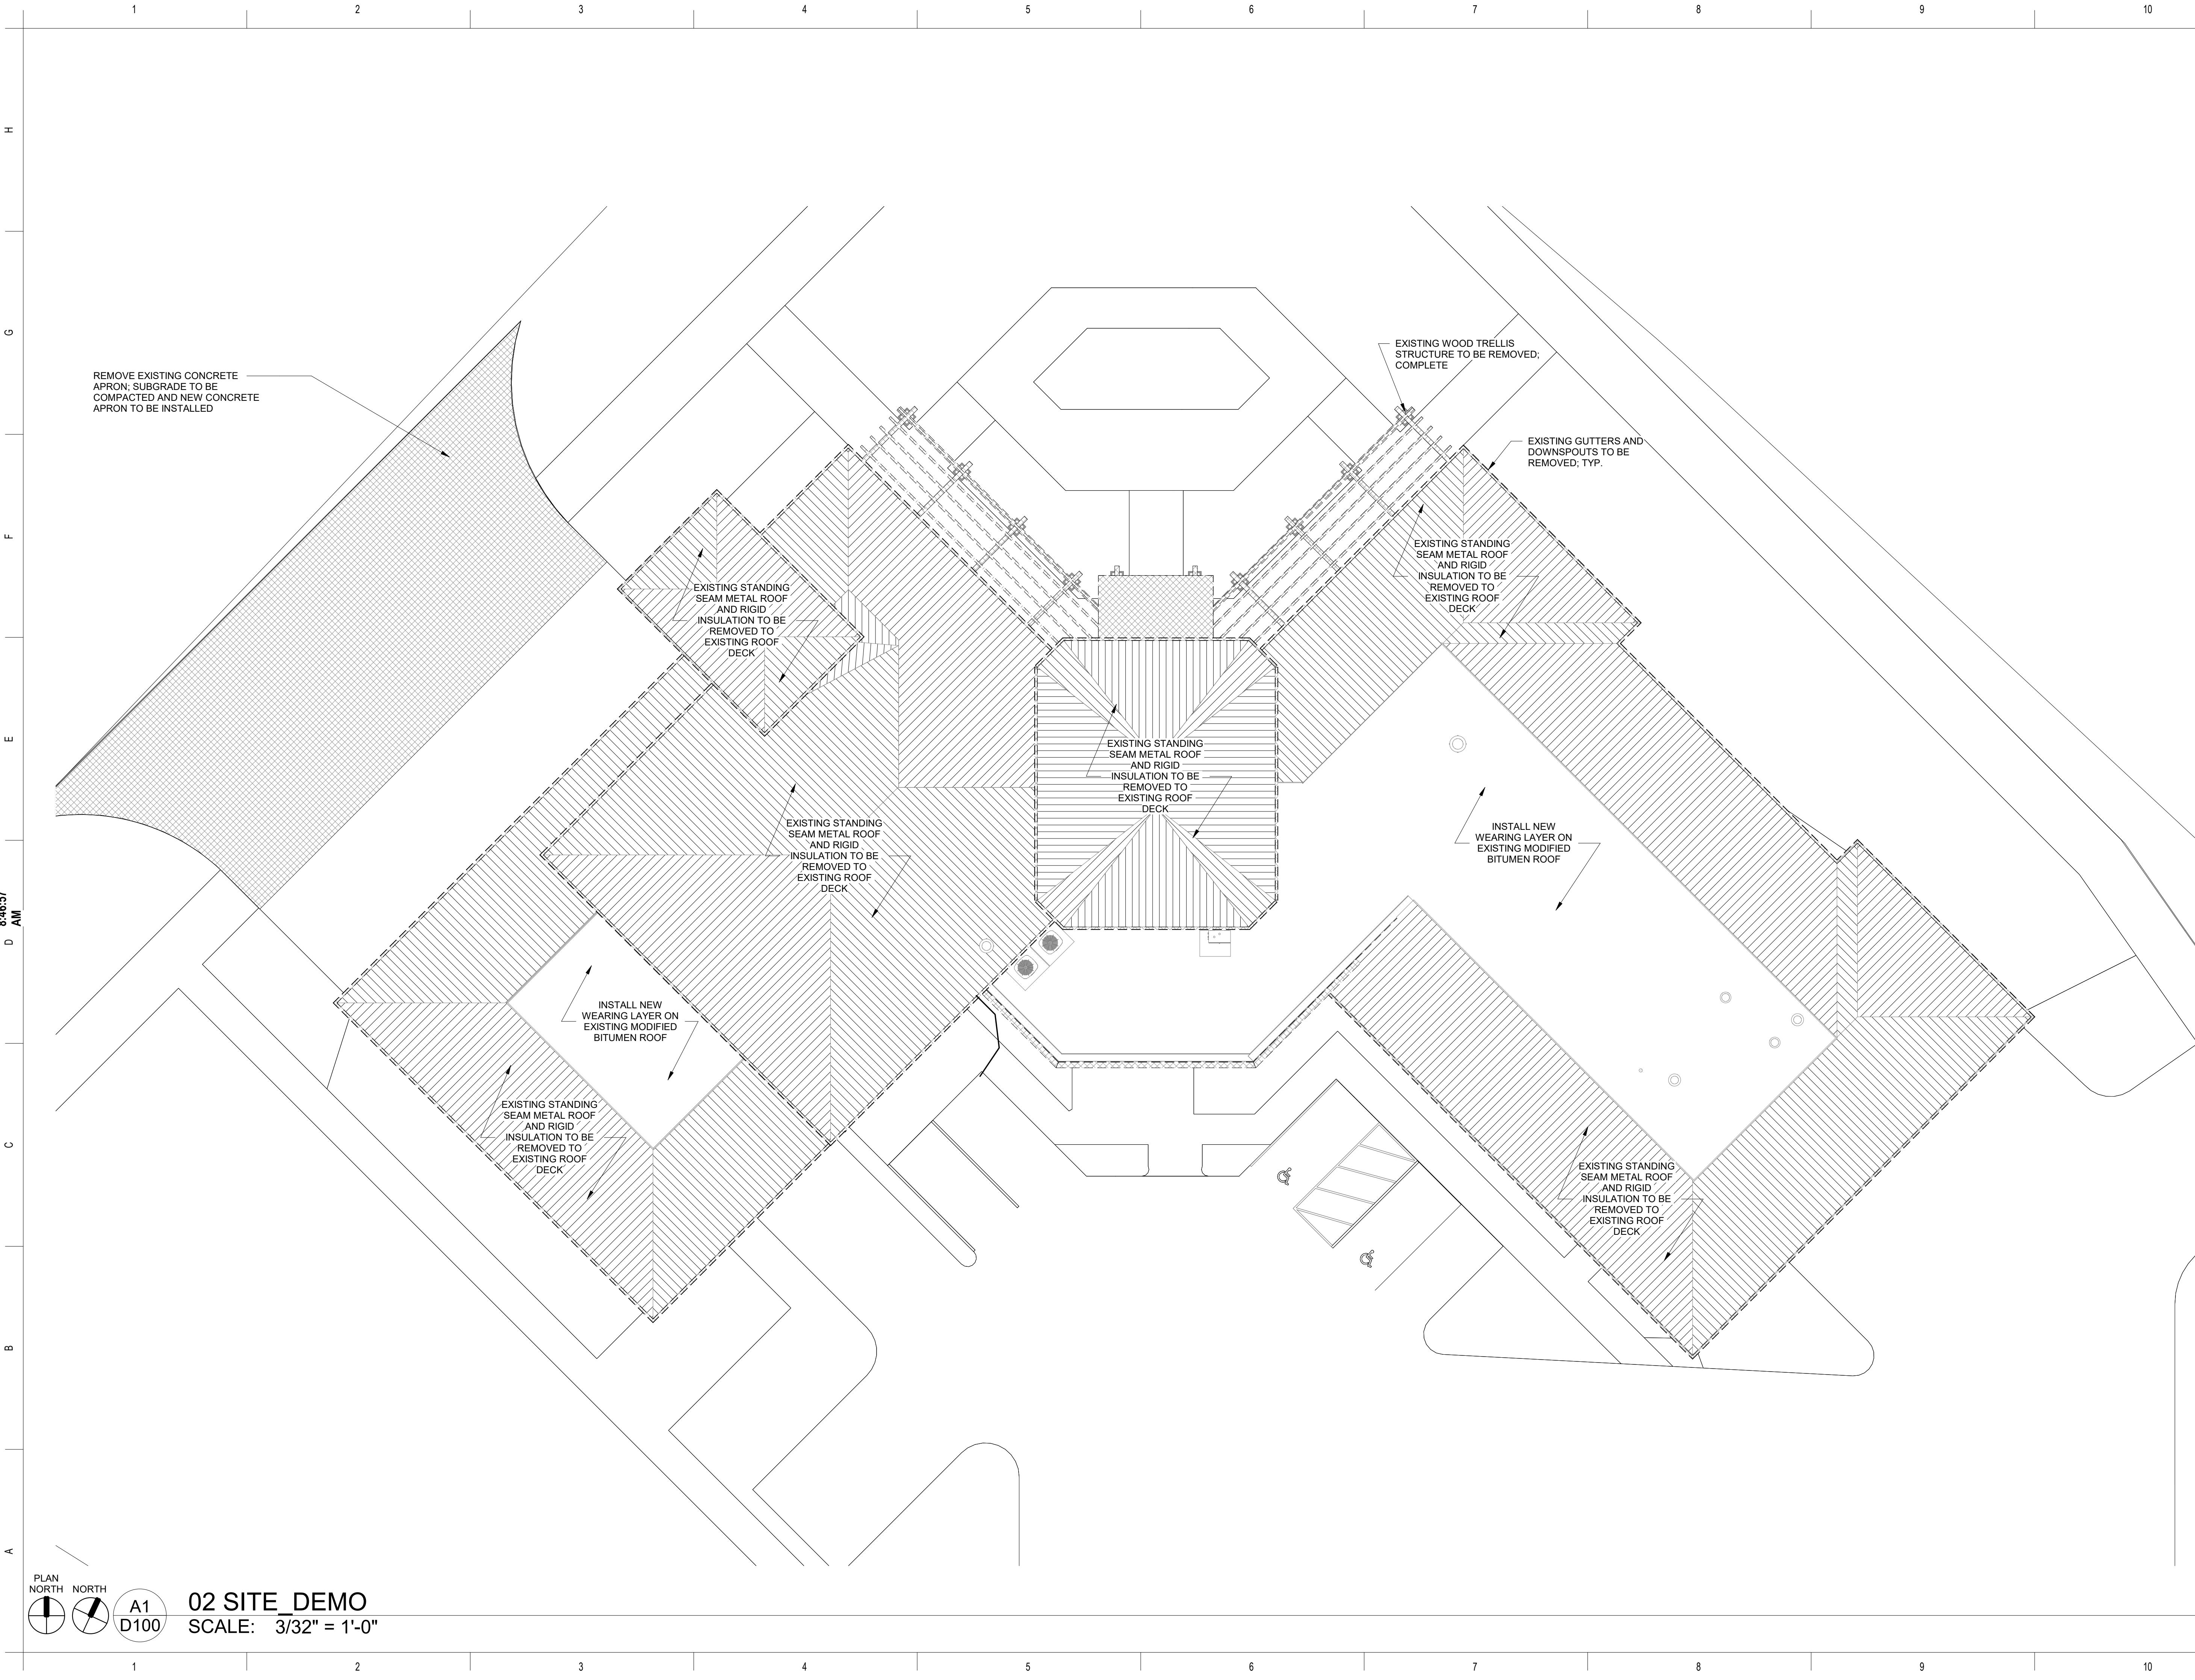 1 2 3 4 5 6 7 8 9 10
H
G
F
E
D
C
B
A
REMOVE EXISTING CONCRETE
APRON; SUBGRADE TO BE
COMPACTED AND NEW CONCRETE
APRON TO BE INSTALLED
EXISTING WOOD TRELLIS
STRUCTURE TO BE REMOVED;
COMPLETE
EXISTING GUTTERS AND
DOWNSPOUTS TO BE
REMOVED; TYP.
EXISTING STANDING
SEAM METAL ROOF
AND RIGID
INSULATION TO BE
REMOVED TO
EXISTING ROOF
DECK
EXISTING STANDING
SEAM METAL ROOF
AND RIGID
INSULATION TO BE
REMOVED TO
EXISTING ROOF
DECK
EXISTING STANDING
SEAM METAL ROOF
AND RIGID
INSULATION TO BE
REMOVED TO
EXISTING ROOF
DECK
EXISTING STANDING
SEAM METAL ROOF
AND RIGID
INSULATION TO BE
REMOVED TO
EXISTING ROOF
DECK
INSTALL NEW
WEARING LAYER ON
EXISTING MODIFIED
BITUMEN ROOF
INSTALL NEW
WEARING LAYER ON
EXISTING MODIFIED
BITUMEN ROOF
EXISTING STANDING
SEAM METAL ROOF
AND RIGID
INSULATION TO BE
REMOVED TO
EXISTING ROOF
DECK
EXISTING STANDING
SEAM METAL ROOF
AND RIGID
INSULATION TO BE
REMOVED TO
EXISTING ROOF
DECK
AM
PLAN
NORTH NORTH
A1
D100
02 SITE_DEMO
SCALE: 3/32" = 1'-0"
1 2 3 4 5 6 7 8 9 10